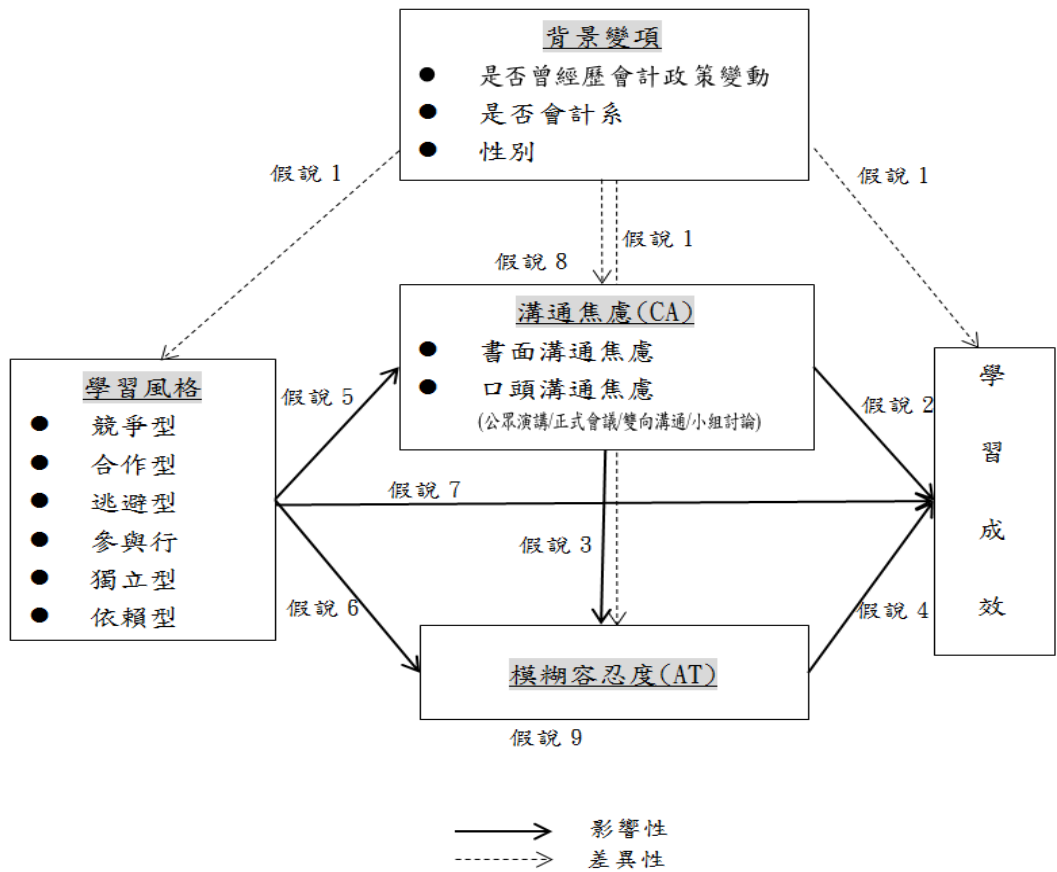 背景變項
● 是否曾經歷會計政策變動
● 是否會計系
● 性別
假說 1
假說 1
假說 1
假說 8
溝通焦慮(CA)
● 書面溝通焦慮
● 口頭溝通焦慮
(公眾演講/正式會議/雙向溝通/小組討論)
學習風格
● 競爭型
● 合作型
● 逃避型
● 參與行
● 獨立型
● 依賴型
假說 5
假說 2
假說 7
假說 3
假說 6
假說 4
學
習
成
效
模糊容忍度(AT)
假說 9
影響性
差異性